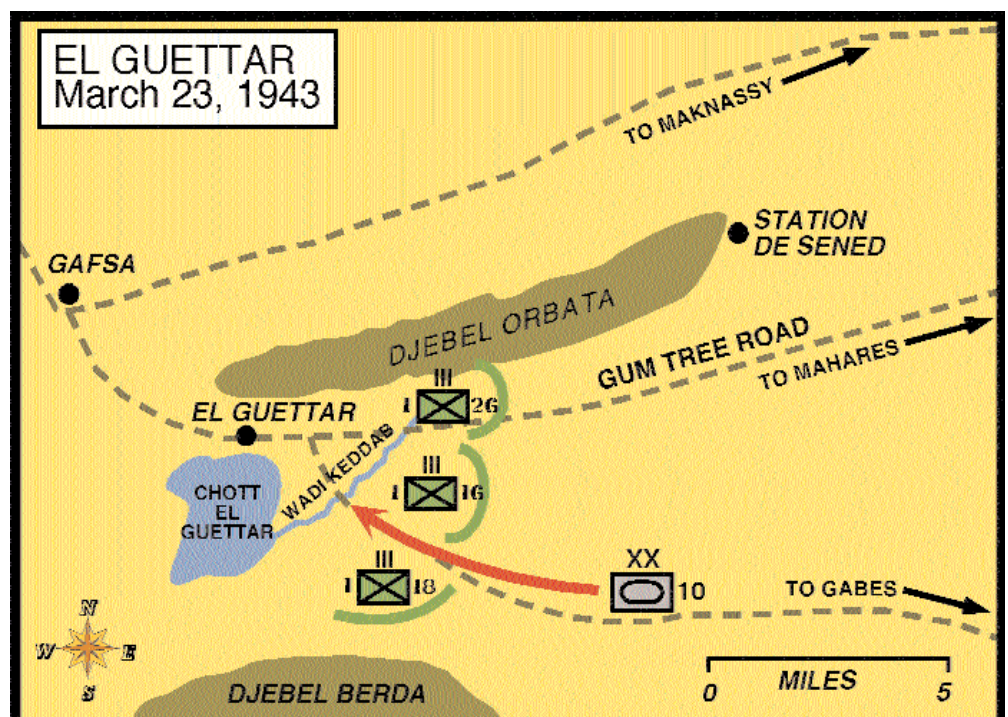 EL GUETTAR
March 23, 1943
TO MAKNASSY
STATION
DE SENED
GAFSA
DJEBEL ORBATA
GUM TREE ROAD
TO MAHARES
III
1 26
EL GUETTAR
WADI KEDDAB
III
1 16
CHOTT
EL
GUETTAR
III
1 18
XX
10
TO GABES
N
W E
S
DJEBEL BERDA
MILES
0 5